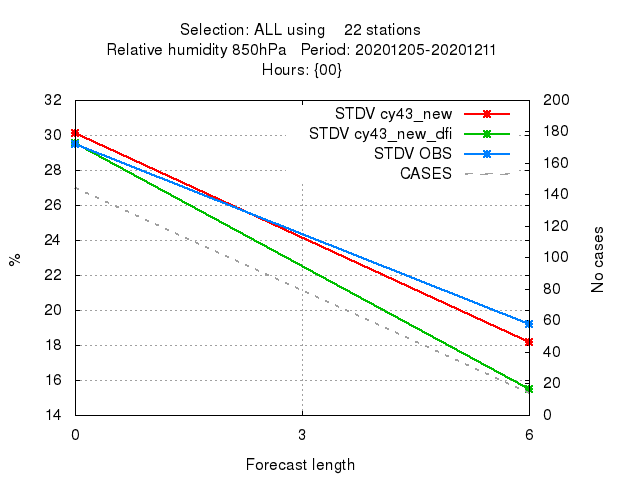 Selection: ALL using 22 stations
Relative humidity 850hPa Period: 20201205-20201211
Hours: {00}
32 200
STDV cy43_new
30 180
STDV cy43_new_dfi
28 160
STDV OBS
CASES
26 140
24 120
22 100
20 80
18 60
16 40
14 20
0
%
No cases
0 3 6
Forecast length